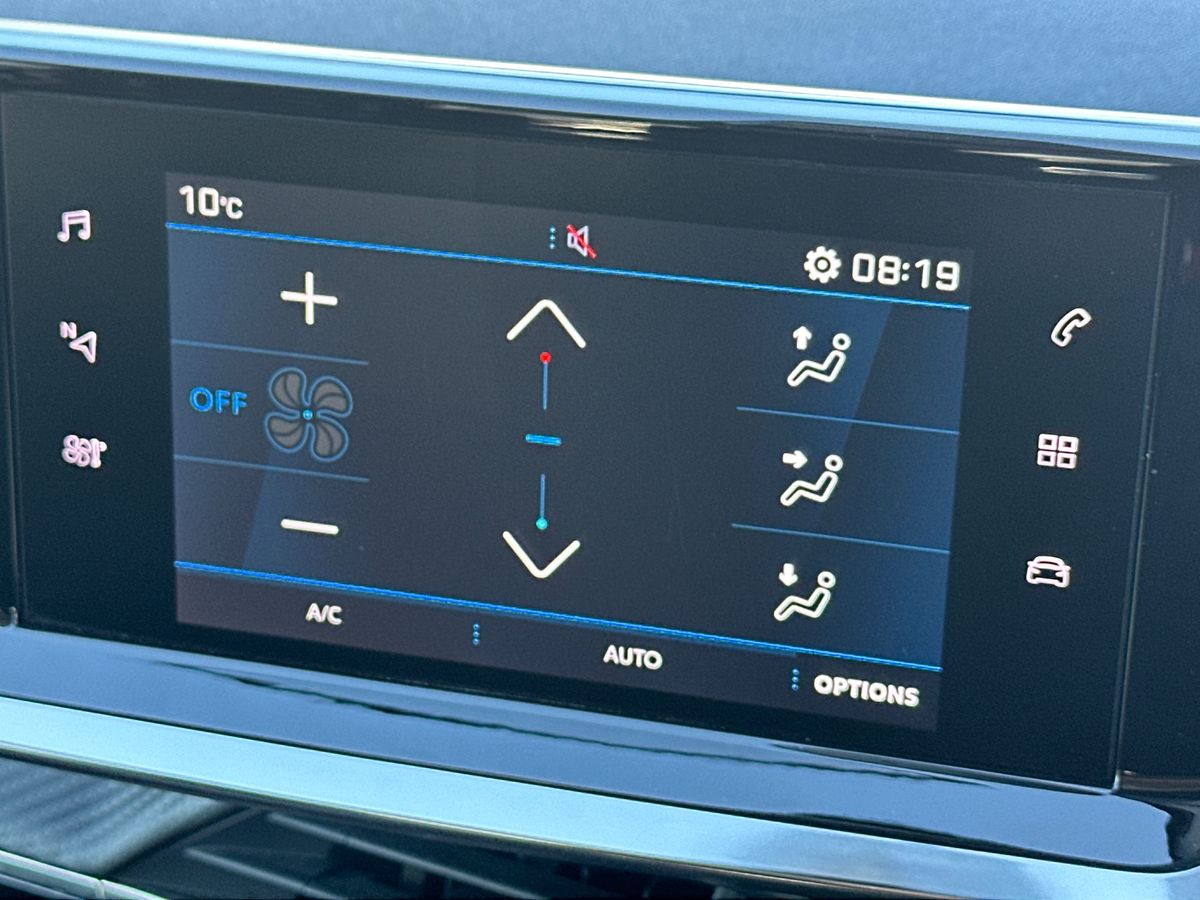 10°C
08:19
N
OFF
A/C
AUTO
OPTIONS